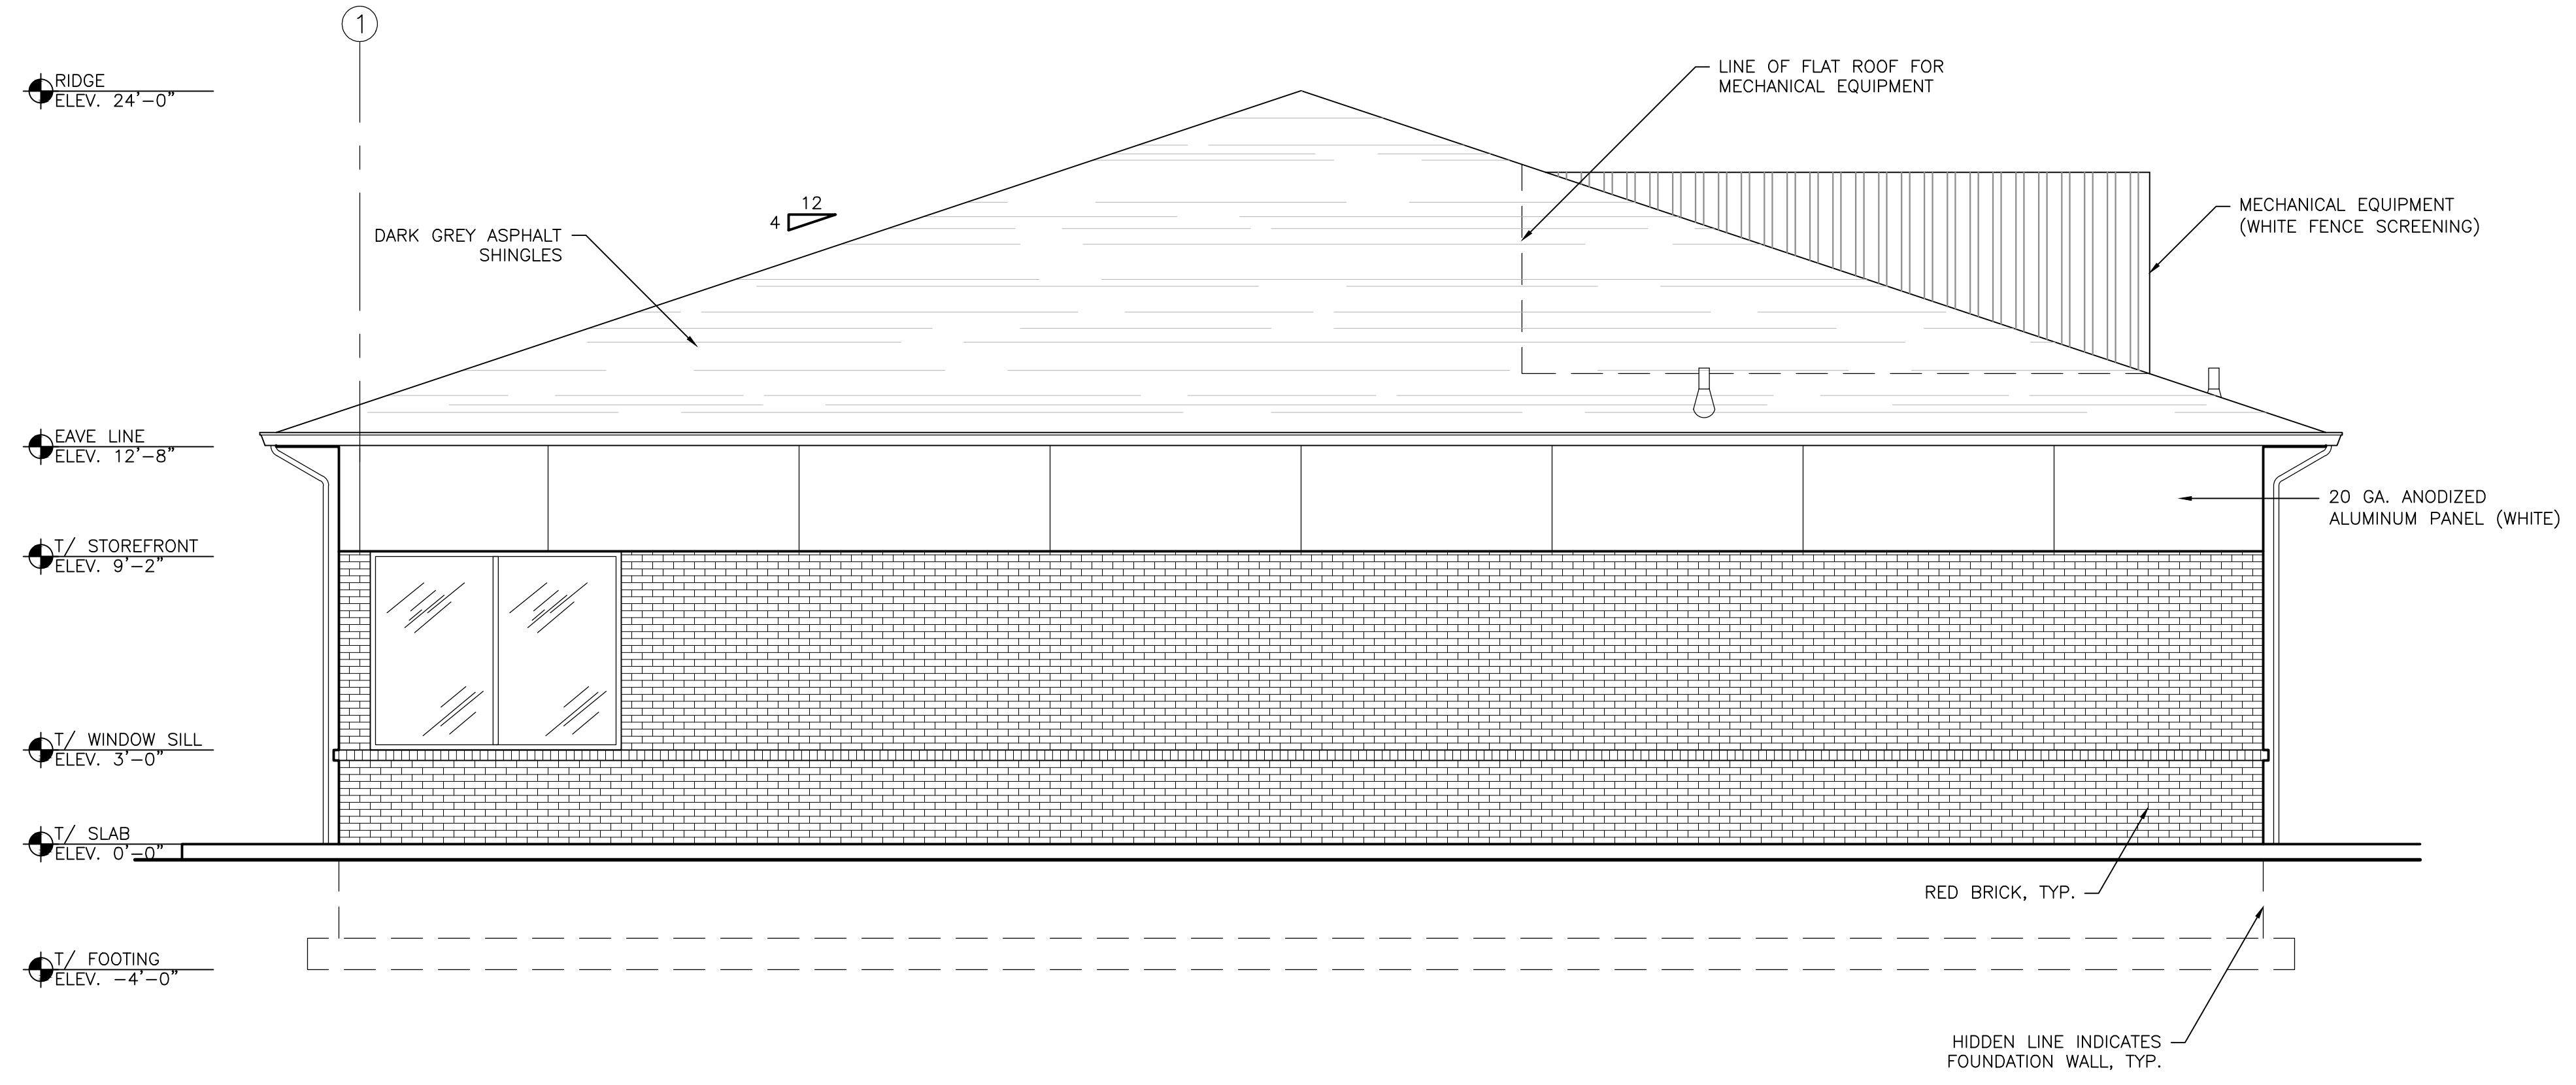 1
RIDGE
ELEV. 24'-0"
LINE OF FLAT ROOF FOR
MECHANICAL EQUIPMENT
12
4
MECHANICAL EQUIPMENT
(WHITE FENCE SCREENING)
DARK GREY ASPHALT
SHINGLES
EAVE LINE
ELEV. 12'-8"
20 GA. ANODIZED
ALUMINUM PANEL (WHITE)
T/ STOREFRONT
ELEV. 9'-2"
T/ WINDOW SILL
ELEV. 3'-0"
T/ SLAB
ELEV. 0'-0"
RED BRICK, TYP.
T/ FOOTING
ELEV. -4'-0"
HIDDEN LINE INDICATES
FOUNDATION WALL, TYP.